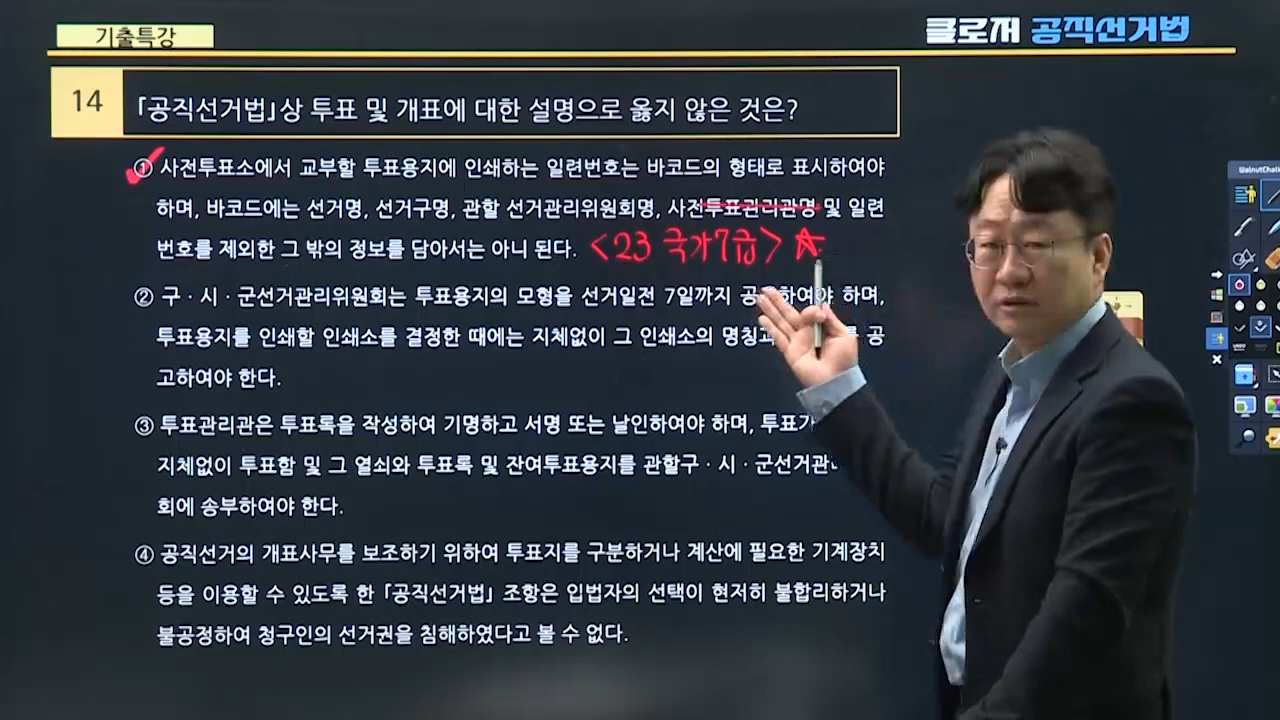 기출특강
클로저 공직선거법
14
「공직선거법」상 투표 및 개표에 대한 설명으로 옳지 않은 것은?
① 사전투표소에서 교부할 투표용지에 인쇄하는 일련번호는 바코드의 형태로 표시하여야
하며, 바코드에는 선거명, 선거구명, 관할 선거관리위원회명, 사전투표관리관명 및 일련
번호를 제외한 그 밖의 정보를 담아서는 아니 된다. <23 국가7급>
② 구·시·군선거관리위원회는 투표용지의 모형을 선거일전 7일까지 하여야 하며,
투표용지를 인쇄할 인쇄소를 결정한 때에는 지체없이 그 인쇄소의 명칭과 를 공
고하여야 한다.
③ 투표관리관은 투표록을 작성하여 기명하고 서명 또는 날인하여야 하며,
지체없이 투표함 및 그 열쇠와 투표록 및 잔여투표용지를 관할구·시·군선거관
회에 송부하여야 한다.
④ 공직선거의 개표사무를 보조하기 위하여 투표지를 구분하거나 계산에 필요한 기계장치
등을 이용할 수 있도록 한 「공직선거법」 조항은 입법자의 선택이 현저히 불합리하거나
불공정하여 청구인의 선거권을 침해하였다고 볼 수 없다.